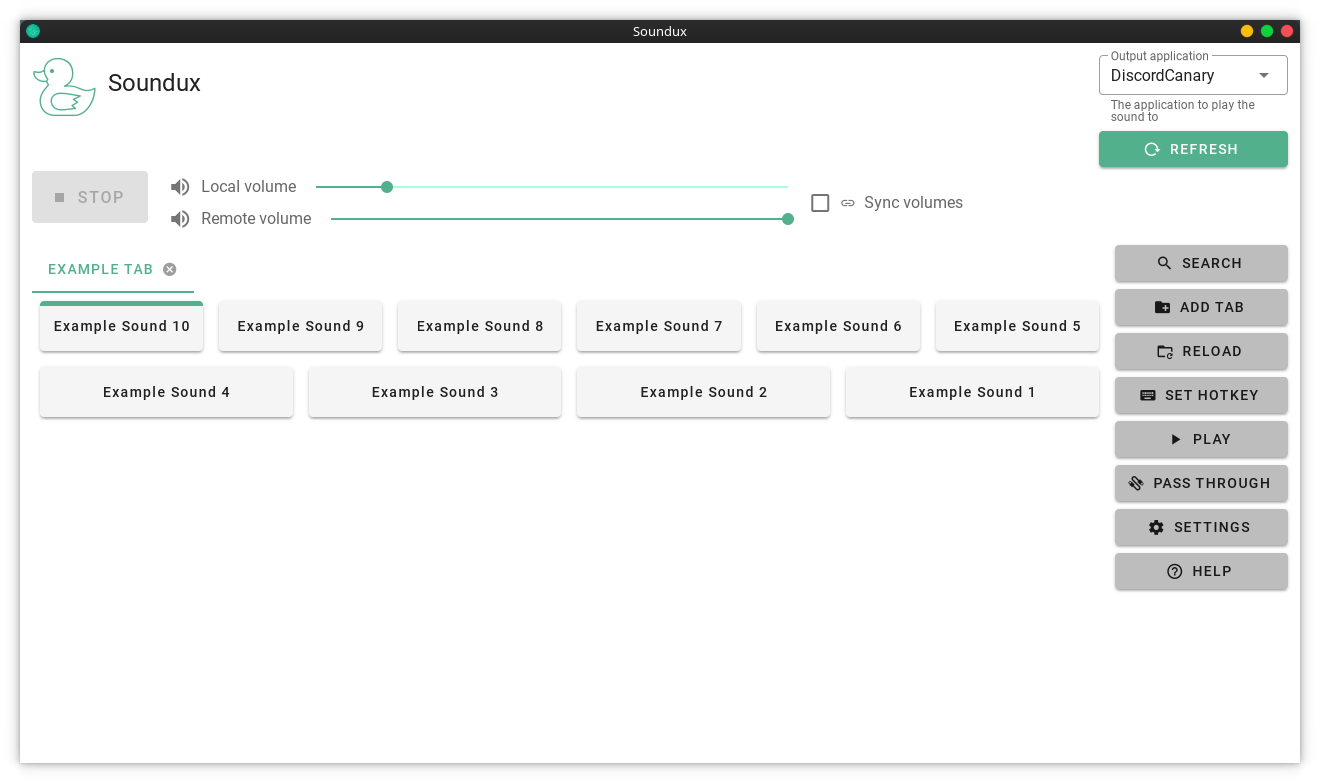 Soundux
Soundux
Output application
DiscordCanary
The application to play the
sound to
REFRESH
STOP
Local volume
Remote volume
Sync volumes
EXAMPLE TAB
Example Sound 10
Example Sound 9
Example Sound 8
Example Sound 7
Example Sound 6
Example Sound 5
Example Sound 4
Example Sound 3
Example Sound 2
Example Sound 1
SEARCH
ADD TAB
RELOAD
SET HOTKEY
PLAY
PASS THROUGH
SETTINGS
HELP